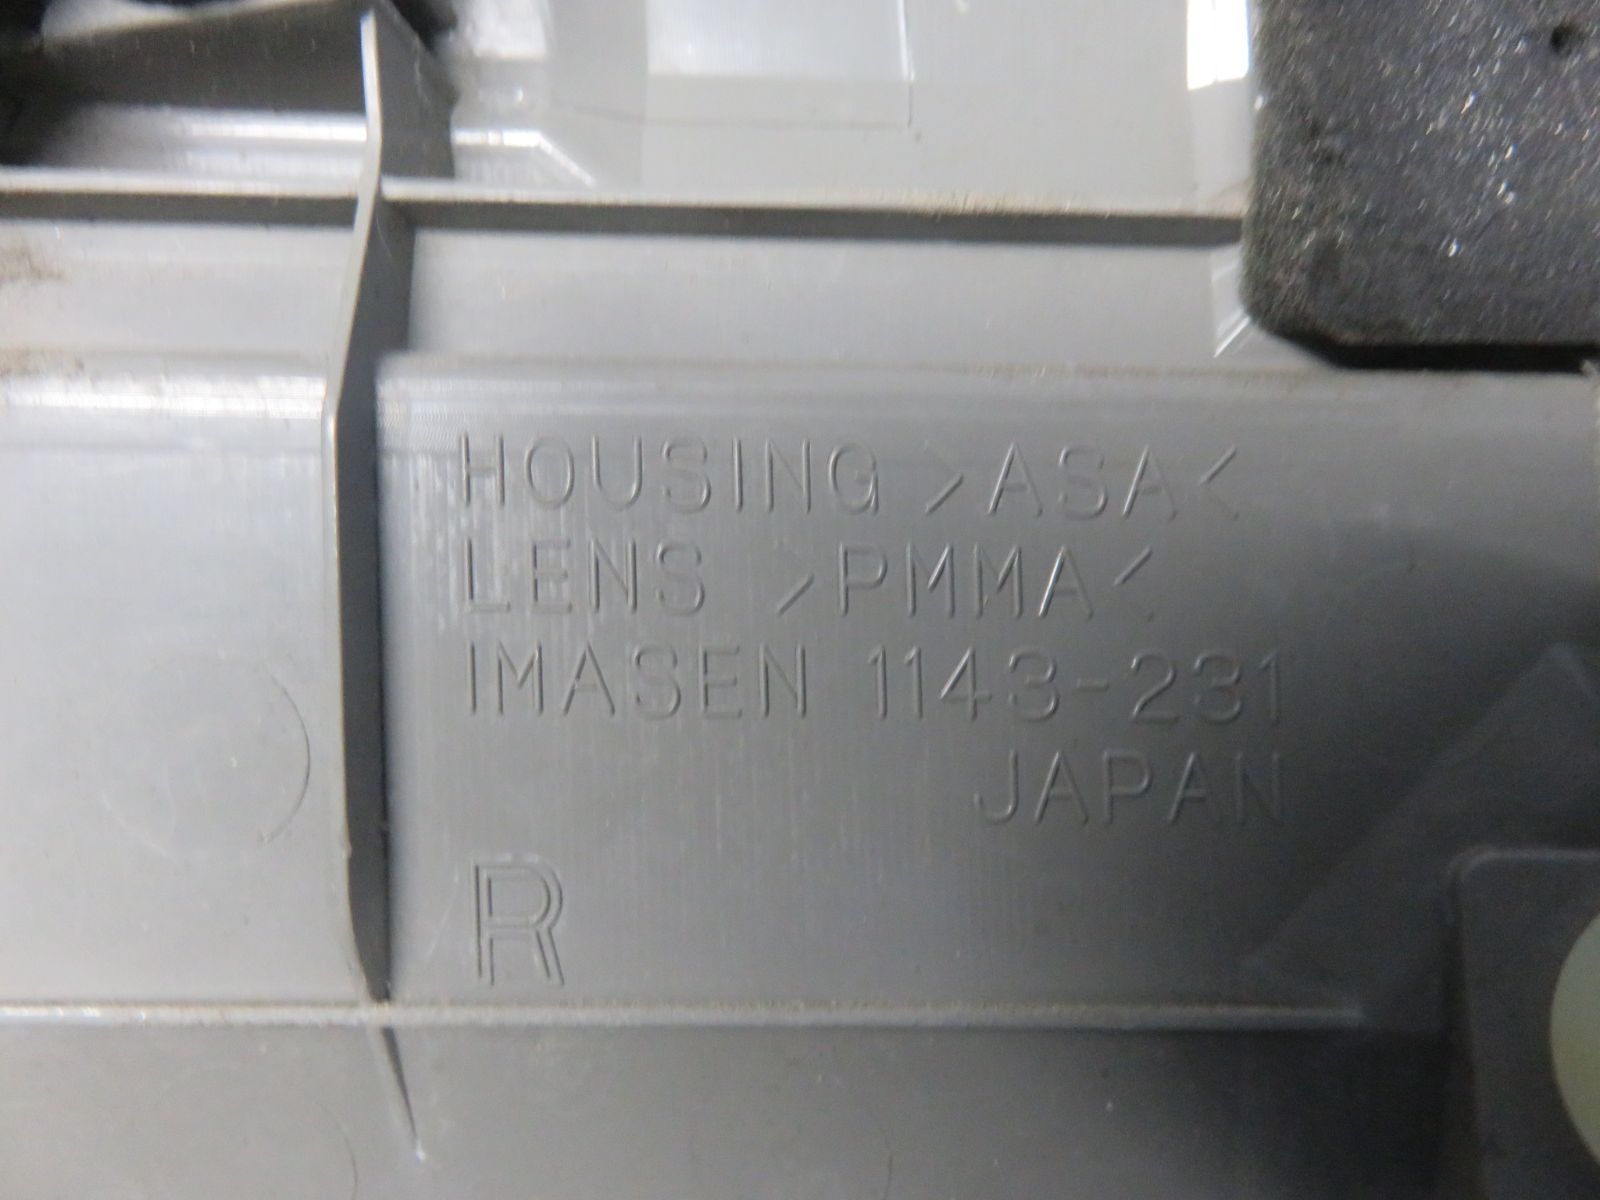 HOUSING >ASA<
LENS >PMMA<
IMASEN 1143-231
JAPAN
R